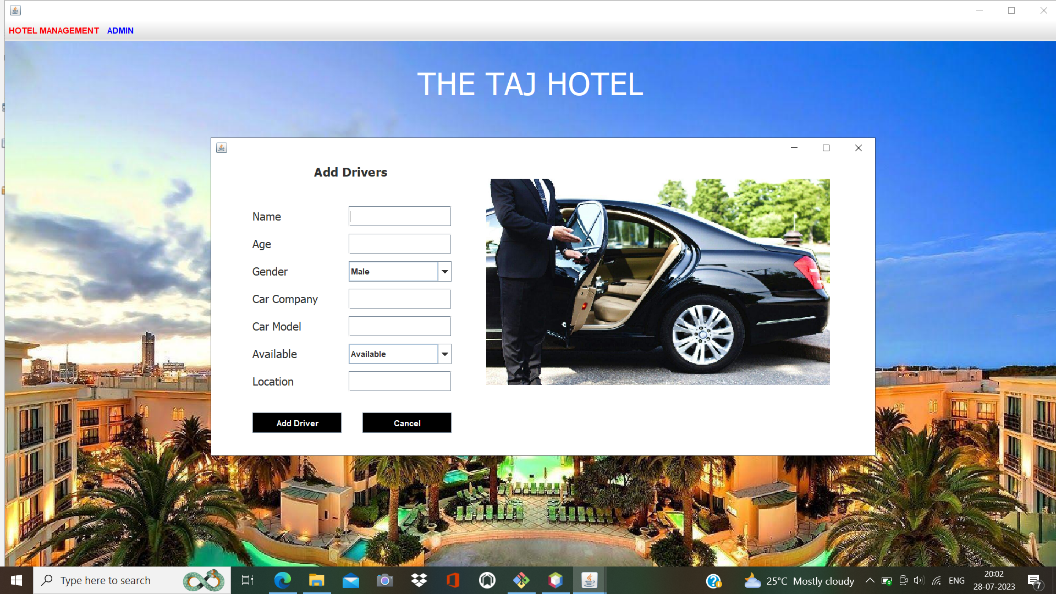 HOTEL MANAGEMENT ADMIN
THE TAJ HOTEL
Add Drivers
Name
Age
Gender Male
Car Company
Car Model
Available Available
Location
Add Driver Cancel
Type here to search
25°C Mostly cloudy
ENG
20:02
28-07-2023
7